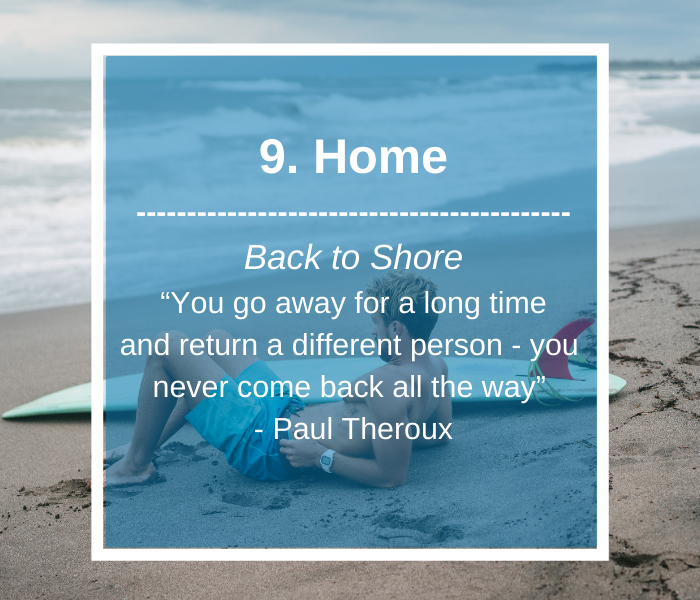 9. Home
-------------------------------------------
Back to Shore
“You go away for a long time
and return a different person - you
never come back all the way”
- Paul Theroux